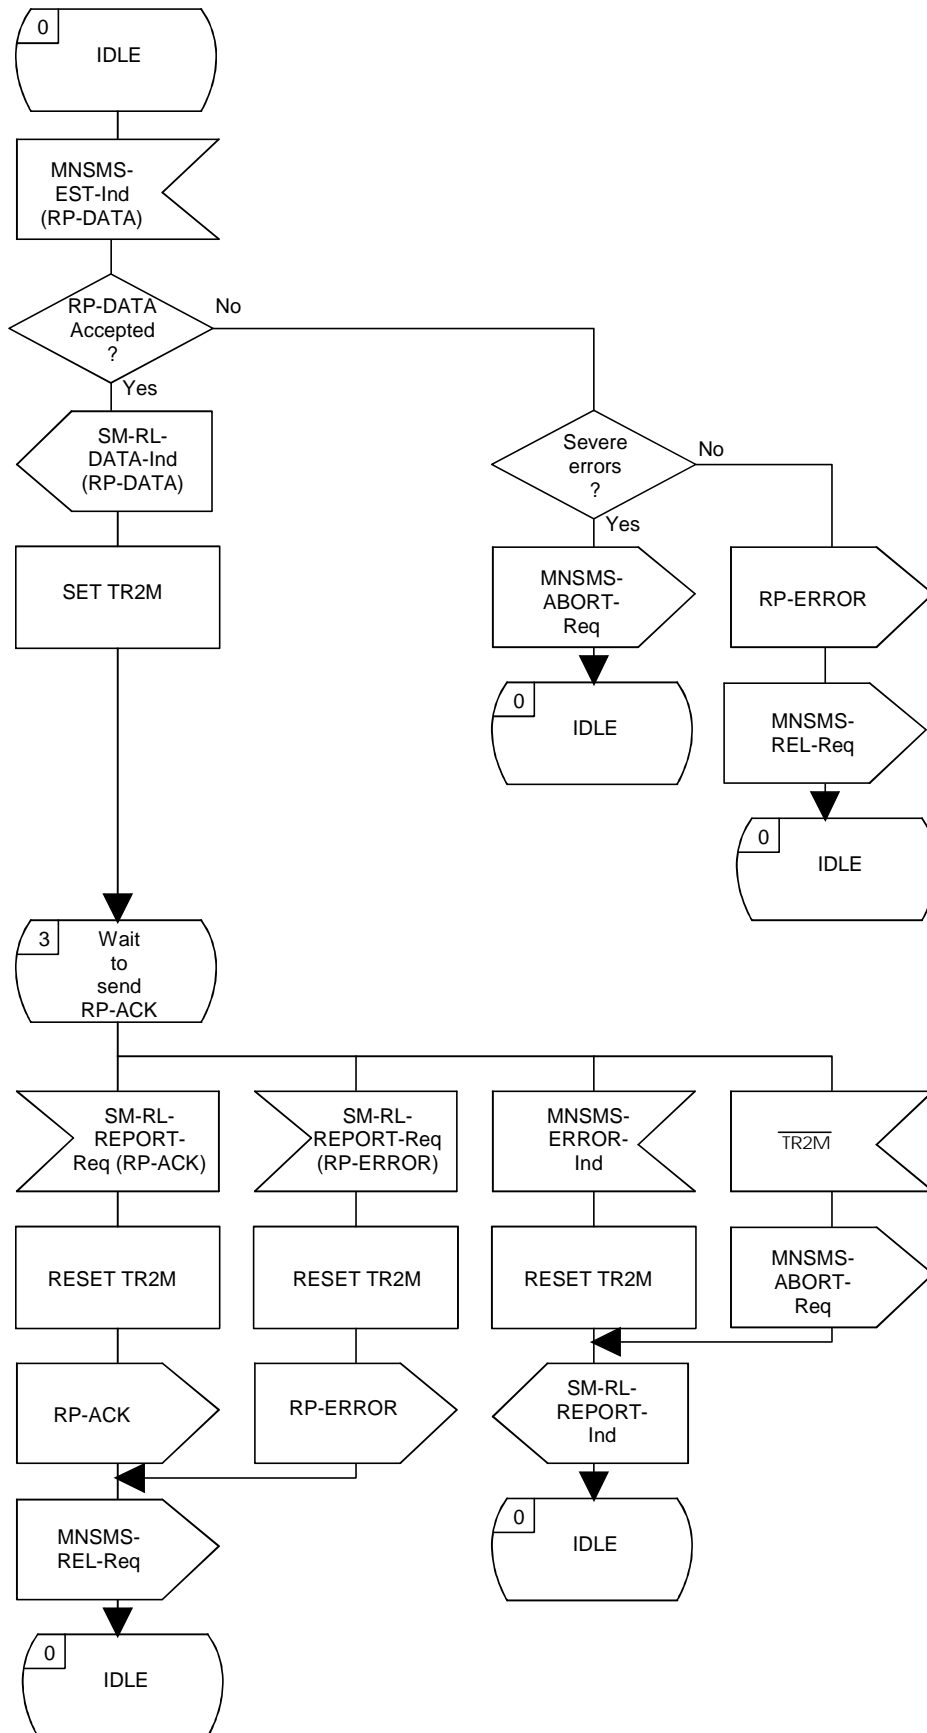 0
IDLE
MNSMS-
EST-Ind
(RP-DATA)
RP-DATA
Accepted
?
No
Yes
SM-RL-
DATA-Ind
(RP-DATA)
Severe
errors
?
No
Yes
SET TR2M
MNSMS-
ABORT-
Req
RP-ERROR
0
IDLE
MNSMS-
REL-Req
0
IDLE
3
Wait
to
send
RP-ACK
SM-RL-
REPORT-
Req (RP-ACK)
SM-RL-
REPORT-Req
(RP-ERROR)
MNSMS-
ERROR-
Ind
TR2M
RESET TR2M
RESET TR2M
RESET TR2M
MNSMS-
ABORT-
Req
RP-ACK
RP-ERROR
SM-RL-
REPORT-
Ind
MNSMS-
REL-Req
0
IDLE
0
IDLE